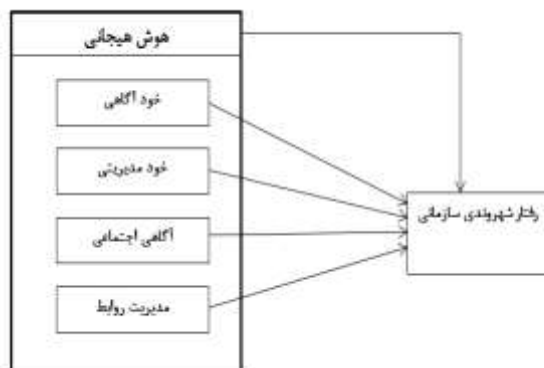 هوش هیجانی
خود آگاهی
خود مدیریتی
آگاهی اجتماعی
مدیریت روابط
رفتار شهروندی سازمانی